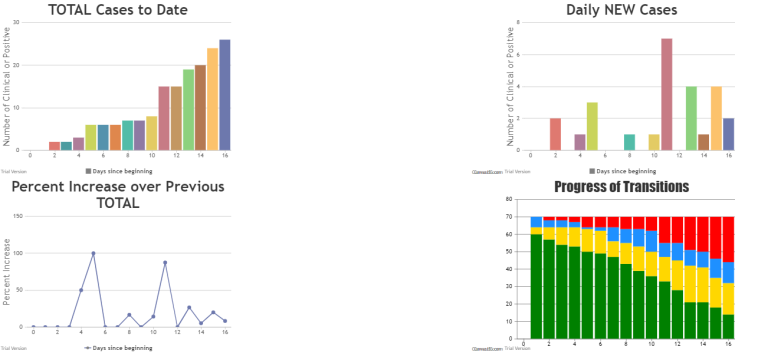 TOTAL Cases to Date
Number of Clinical or Positive
30
20
10
0
0 2 4 6 8 10 12 14 16
Days since beginning
Trial Version
Daily NEW Cases
Number of Clinical or Positive
8
6
4
2
0
0 2 4 6 8 10 12 14 16
Days since beginning
Trial Version
Percent Increase over Previous
TOTAL
Percent Increase
150
100
50
0
0 2 4 6 8 10 12 14 16
Days since beginning
Trial Version
Progress of Transitions
80
70
60
50
40
30
20
10
0
0 2 4 6 8 10 12 14 16
Trial Version